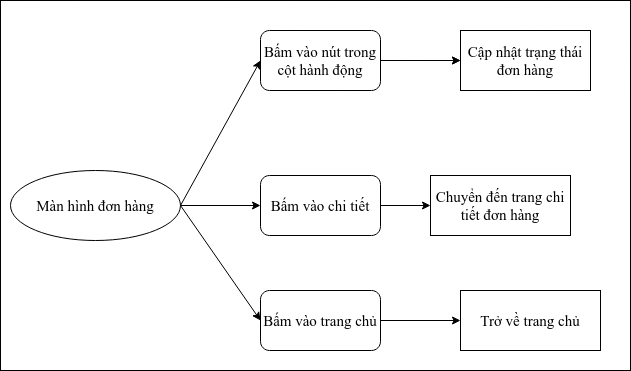 Màn hình đơn hàng
Bấm vào nút trong
cột hành động
Cập nhật trạng thái
đơn hàng
Bấm vào chi tiết
Chuyển đến trang chi
tiết đơn hàng
Bấm vào trang chủ
Trở về trang chủ